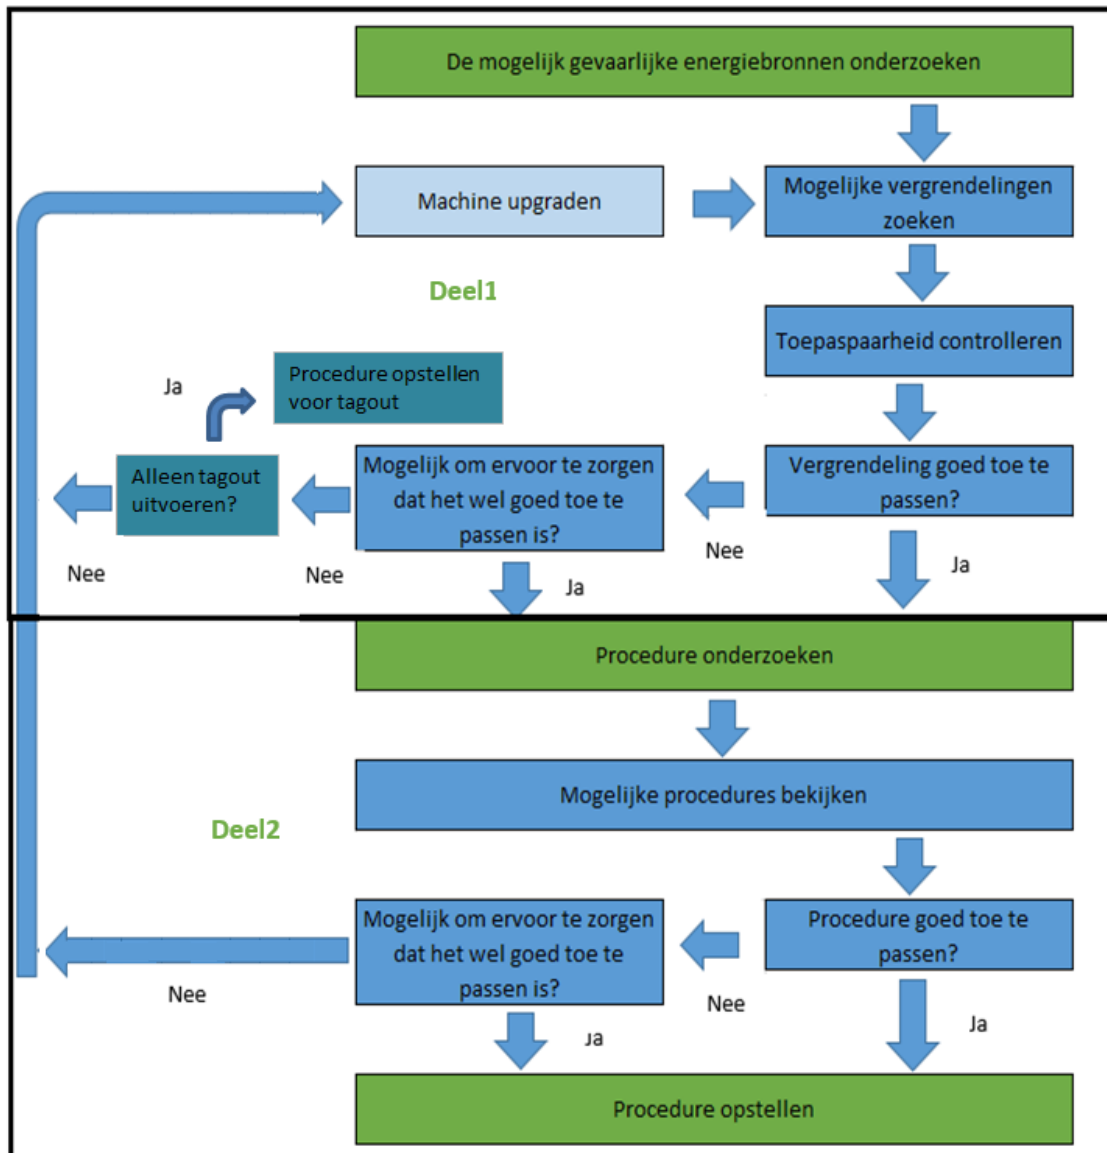 De mogelijk gevaarlijke energiebronnen onderzoeken
Machine upgraden
Mogelijke vergrendelingen
zoeken
Deel1
Toepaspaarheid controlleren
Ja
Procedure opstellen
voor tagout
Alleen tagout
uitvoeren?
Mogelijk om ervoor te zorgen
dat het wel goed toe te
passen is?
Vergrendeling goed toe te
passen?
Nee
Nee
Nee
Ja
Ja
Procedure onderzoeken
Mogelijke procedures bekijken
Deel2
Mogelijk om ervoor te zorgen
dat het wel goed toe te
passen is?
Procedure goed toe te
passen?
Nee
Nee
Ja
Ja
Procedure opstellen